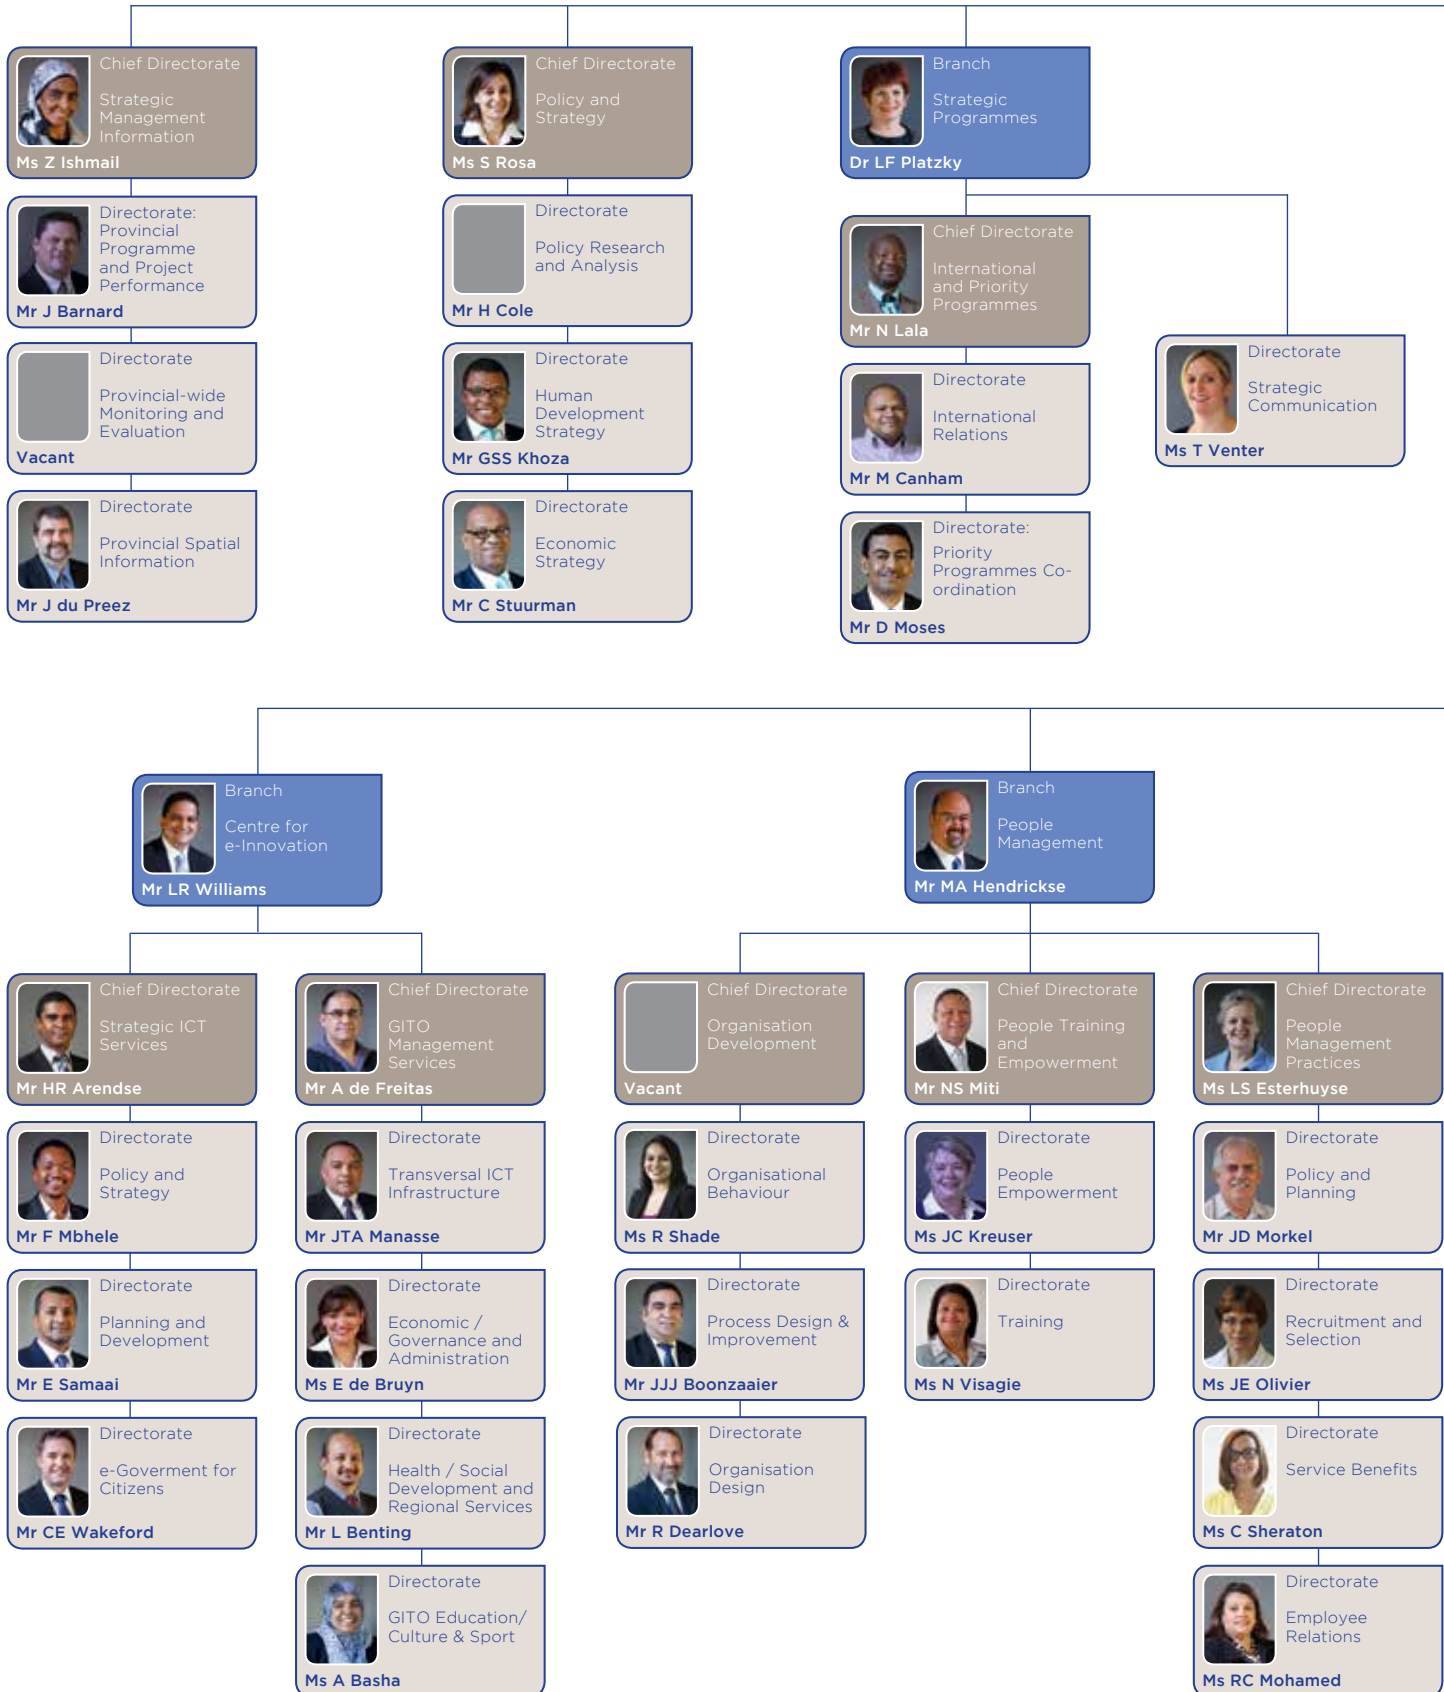 Chief Directorate
Strategic
Management
Information
Ms Z Ishmail
Directorate:
Provincial
Programme
and Project
Performance
Mr J Barnard
Directorate
Provincial-wide
Monitoring and
Evaluation
Vacant
Directorate
Provincial Spatial
Information
Mr J du Preez
Chief Directorate
Policy and
Strategy
Ms S Rosa
Directorate
Policy Research
and Analysis
Mr H Cole
Directorate
Human
Development
Strategy
Mr GSS Khoza
Directorate
Economic
Strategy
Mr C Stuurman
Branch
Strategic
Programmes
Dr LF Platzky
Chief Directorate
International
and Priority
Programmes
Mr N Lala
Directorate
International
Relations
Mr M Canham
Directorate:
Priority
Programmes Co-
ordination
Mr D Moses
Directorate
Strategic
Communication
Ms T Venter
Branch
Centre for
e-Innovation
Mr LR Williams
Chief Directorate
Strategic ICT
Services
Mr HR Arendse
Directorate
Policy and
Strategy
Mr F Mbhele
Directorate
Planning and
Development
Mr E Samaai
Directorate
e-Goverment for
Citizens
Mr CE Wakeford
Chief Directorate
GITO
Management
Services
Mr A de Freitas
Directorate
Transversal ICT
Infrastructure
Mr JTA Manasse
Directorate
Economic /
Governance and
Administration
Ms E de Bruyn
Directorate
Health / Social
Development and
Regional Services
Mr L Benting
Directorate
GITO Education/
Culture & Sport
Ms A Basha
Branch
People
Management
Mr MA Hendrickse
Chief Directorate
Organisation
Development
Vacant
Directorate
Organisational
Behaviour
Ms R Shade
Directorate
Process Design &
Improvement
Mr JJJ Boonzaaier
Directorate
Organisation
Design
Mr R Dearlove
Chief Directorate
People Training
and
Empowerment
Mr NS Miti
Directorate
People
Empowerment
Ms JC Kreuser
Directorate
Training
Ms N Visagie
Chief Directorate
People
Management
Practices
Ms LS Esterhuyse
Directorate
Policy and
Planning
Mr JD Morkel
Directorate
Recruitment and
Selection
Ms JE Olivier
Directorate
Service Benefits
Ms C Sheraton
Directorate
Employee
Relations
Ms RC Mohamed